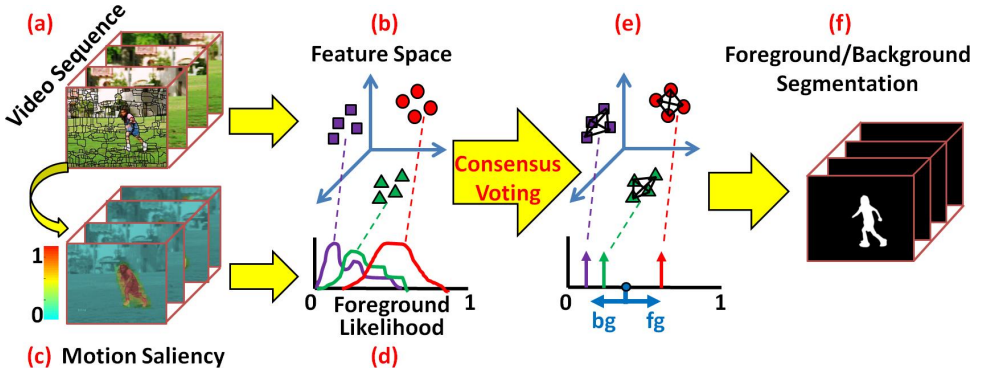 (a)
Video Sequence
(b)
Feature Space
(e)
(f)
Foreground/Background
Segmentation
Consensus
Voting
1
0
0
1
Foreground
Likelihood
0
1
bg
fg
(c) Motion Saliency
(d)